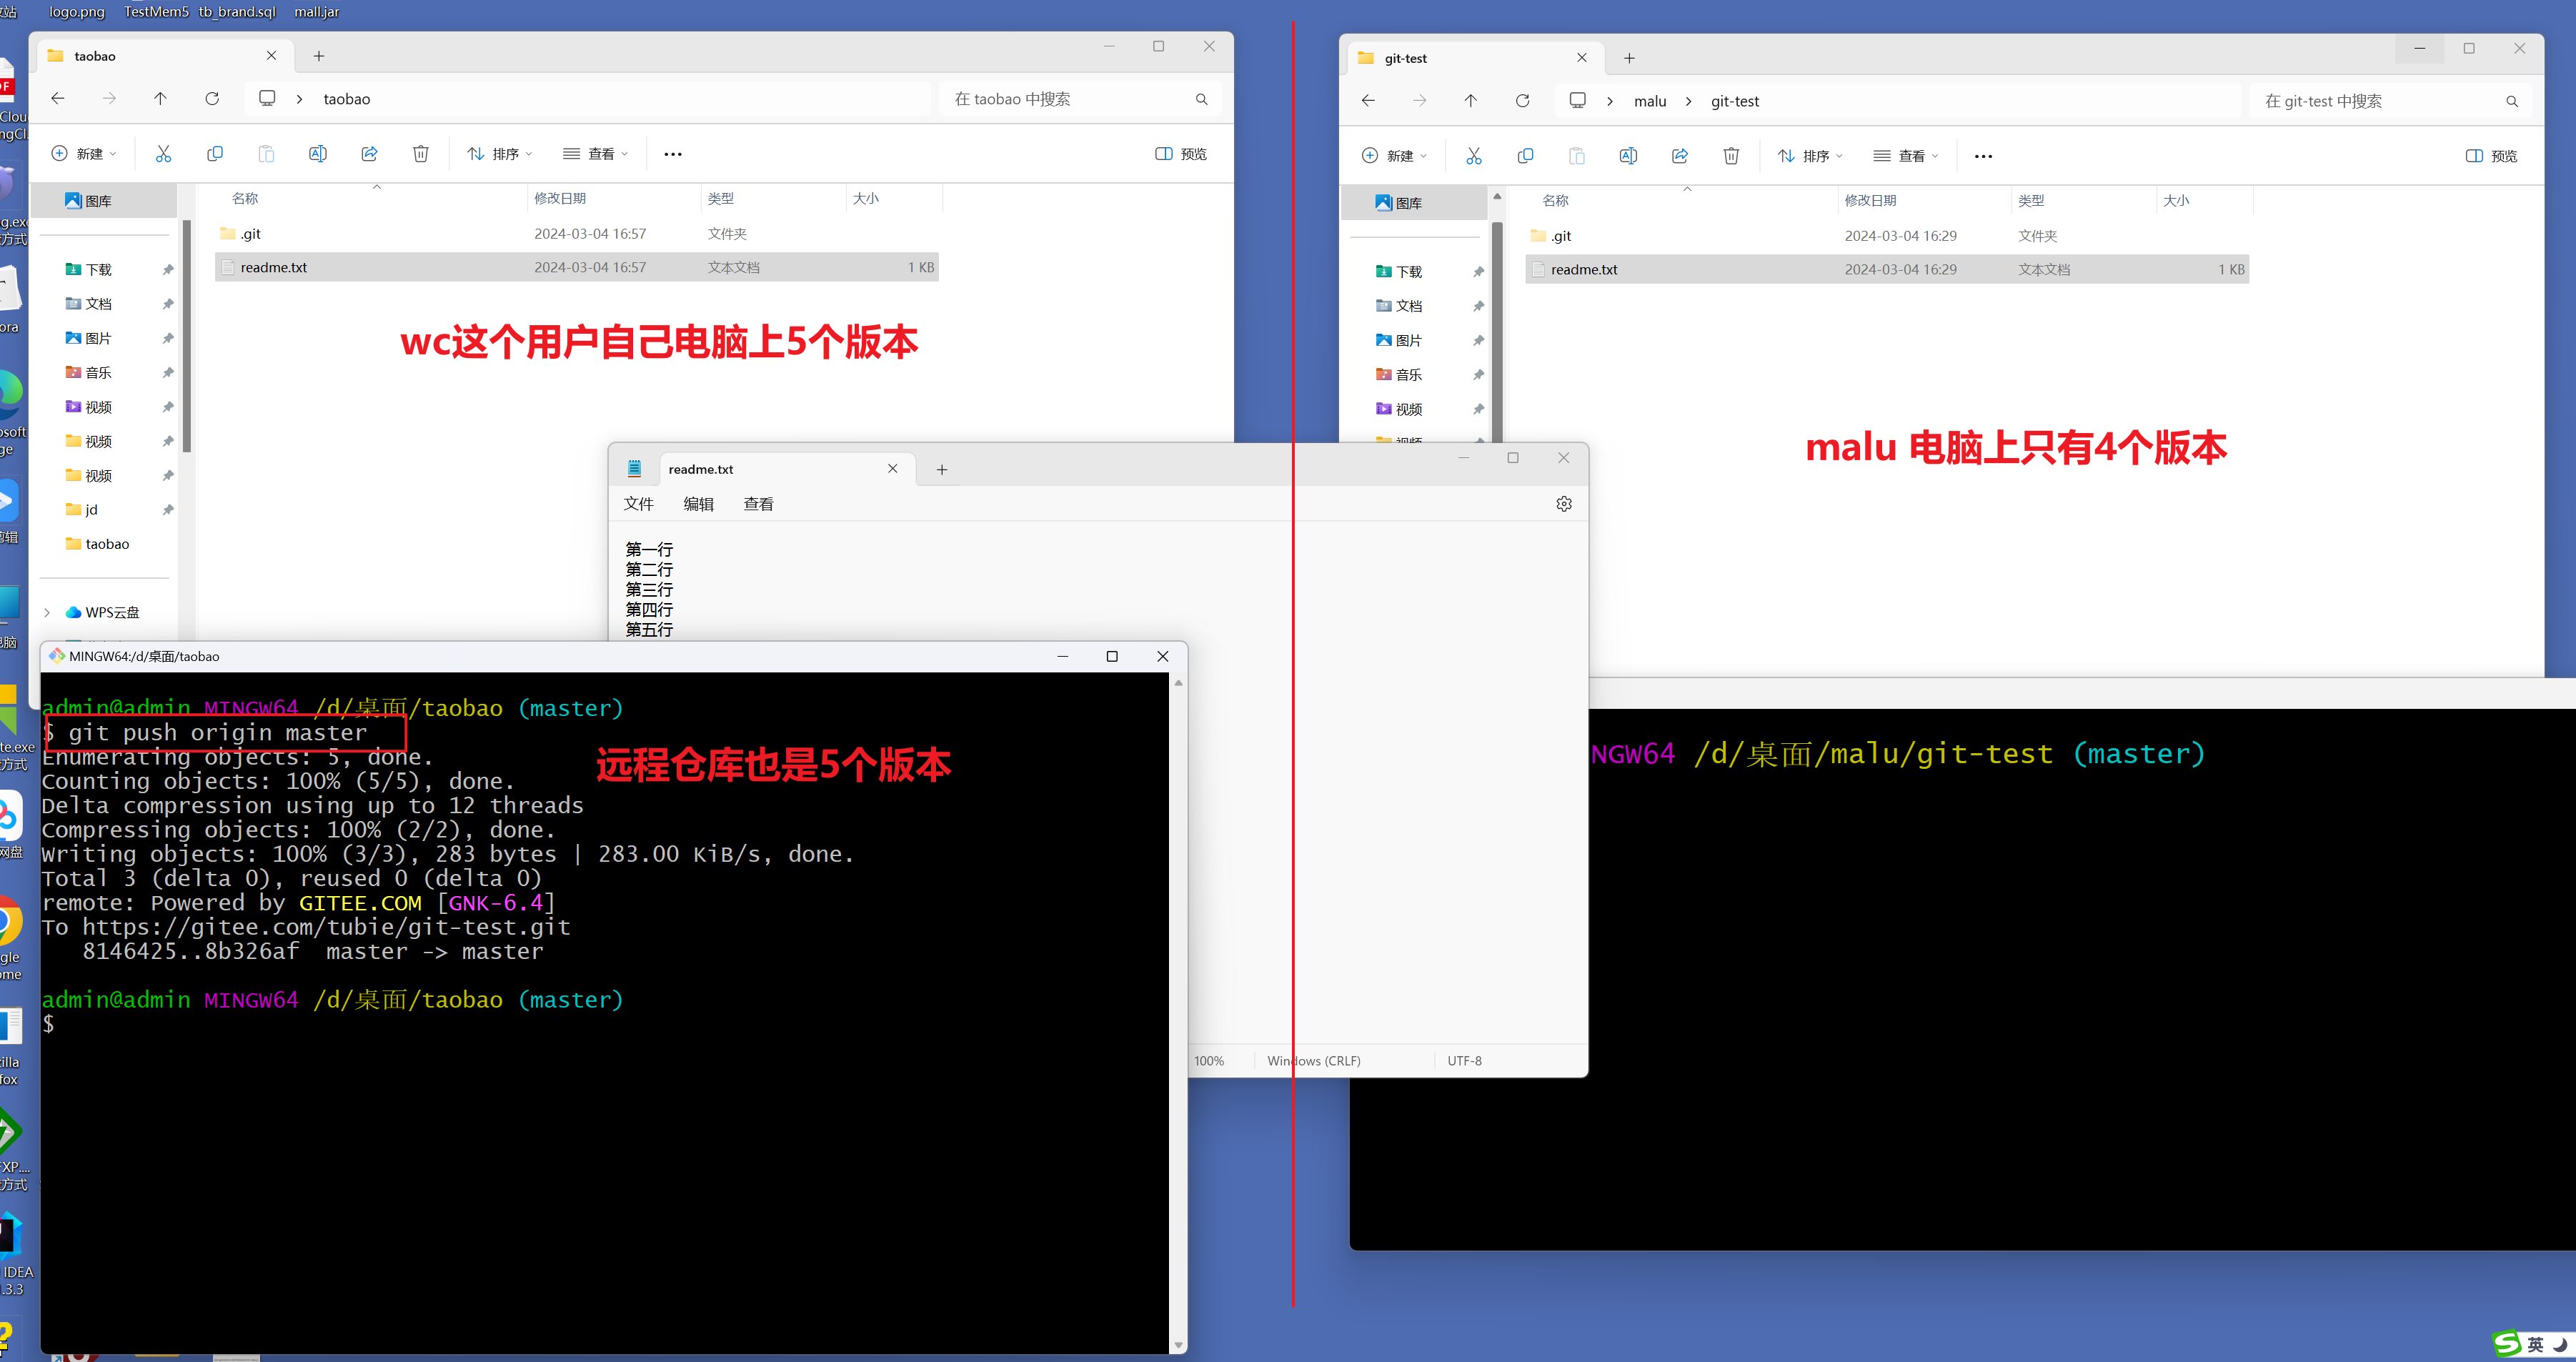 logo.png TestMem5 tb_brand.sql mall.jar
taobao
taobao
在 taobao 中搜索
新建
排序
查看
预览
图库
名称 修改日期 类型 大小
.git 2024-03-04 16:57 文件夹
readme.txt 2024-03-04 16:57 文本文档 1 KB
下载
文档
图片
音乐
视频
视频
视频
jd
taobao
WPS云盘
wc这个用户自己电脑上5个版本
git-test
malu git-test
在 git-test 中搜索
新建
排序
查看
预览
图库
名称 修改日期 类型 大小
.git 2024-03-04 16:29 文件夹
readme.txt 2024-03-04 16:29 文本文档 1 KB
下载
文档
图片
音乐
视频
malu 电脑上只有4个版本
readme.txt
文件 编辑 查看
第一行
第二行
第三行
第四行
第五行
100% Windows (CRLF) UTF-8
MINGW64:/d/桌面/taobao
admin@admin MINGW64 /d/桌面/taobao (master)
$ git push origin master
Enumerating objects: 5, done.
Counting objects: 100% (5/5), done.
Delta compression using up to 12 threads
Compressing objects: 100% (2/2), done.
Writing objects: 100% (3/3), 283 bytes | 283.00 KiB/s, done.
Total 3 (delta 0), reused 0 (delta 0)
remote: Powered by GITEE.COM [GNK-6.4]
To https://gitee.com/tubie/git-test.git
8146425..8b326af master -> master
admin@admin MINGW64 /d/桌面/taobao (master)
$
远程仓库也是5个版本
NGW64 /d/桌面/malu/git-test (master)
IDEA
英